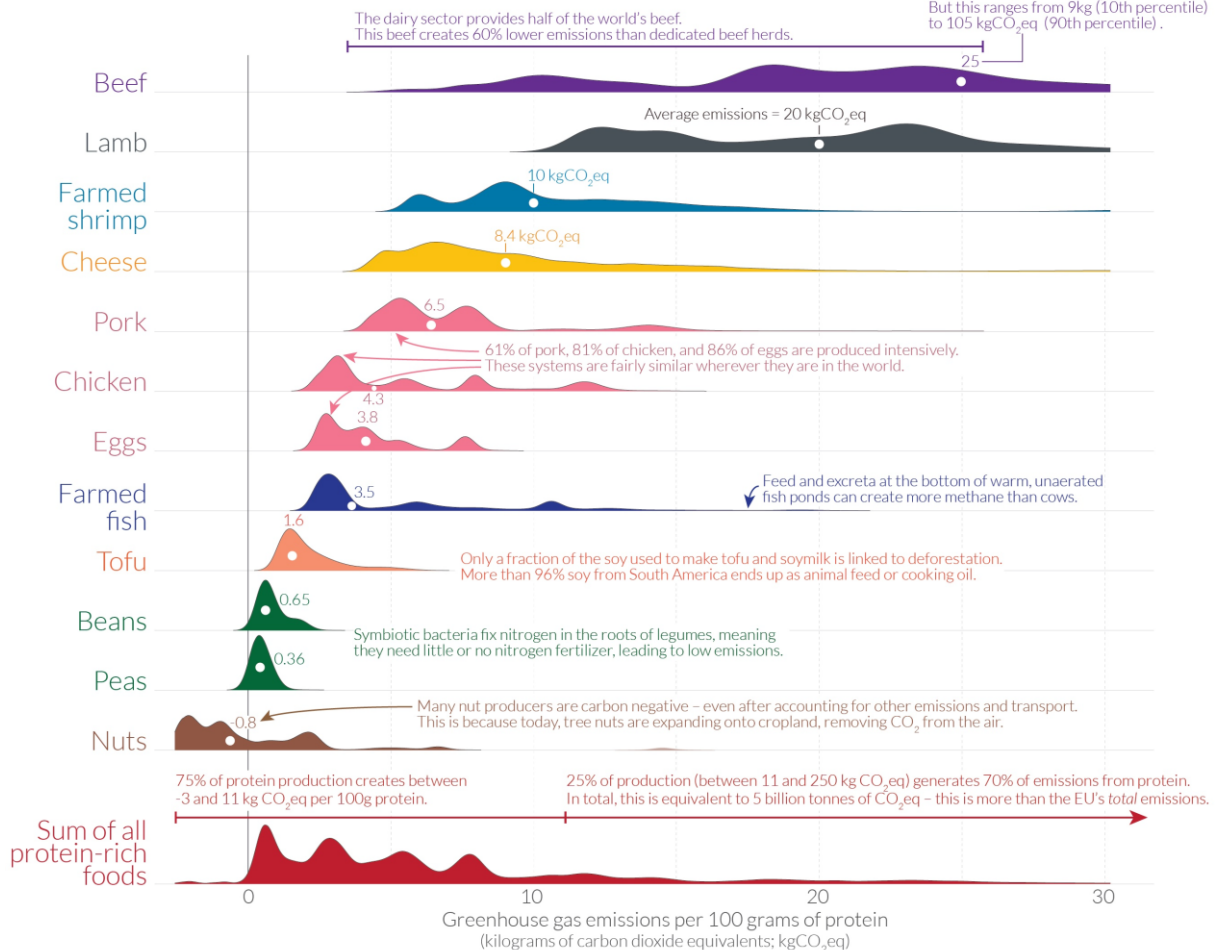 The dairy sector provides half of the world's beef.
This beef creates 60% lower emissions than dedicated beef herds.
But this ranges from 9kg (10th percentile)
to 105 kgCO₂eq (90th percentile) .
25
Beef
Average emissions = 20 kgCO₂eq
Lamb
10 kgCO₂eq
Farmed
shrimp
8.4 kgCO₂eq
Cheese
6.5
Pork
61% of pork, 81% of chicken, and 86% of eggs are produced intensively.
These systems are fairly similar wherever they are in the world.
Chicken
4.3
3.8
Eggs
Feed and excreta at the bottom of warm, unaerated
fish ponds can create more methane than cows.
3.5
Farmed
fish
1.6
Tofu
Only a fraction of the soy used to make tofu and soymilk is linked to deforestation.
More than 96% soy from South America ends up as animal feed or cooking oil.
0.65
Beans
Symbiotic bacteria fix nitrogen in the roots of legumes, meaning
they need little or no nitrogen fertilizer, leading to low emissions.
0.36
Peas
Many nut producers are carbon negative – even after accounting for other emissions and transport.
This is because today, tree nuts are expanding onto cropland, removing CO₂ from the air.
-0.8
Nuts
75% of protein production creates between
-3 and 11 kg CO₂eq per 100g protein.
25% of production (between 11 and 250 kg CO₂eq) generates 70% of emissions from protein.
In total, this is equivalent to 5 billion tonnes of CO₂eq – this is more than the EU's total emissions.
Sum of all
protein-rich
foods
0 10 20 30
Greenhouse gas emissions per 100 grams of protein
(kilograms of carbon dioxide equivalents; kgCO₂eq)